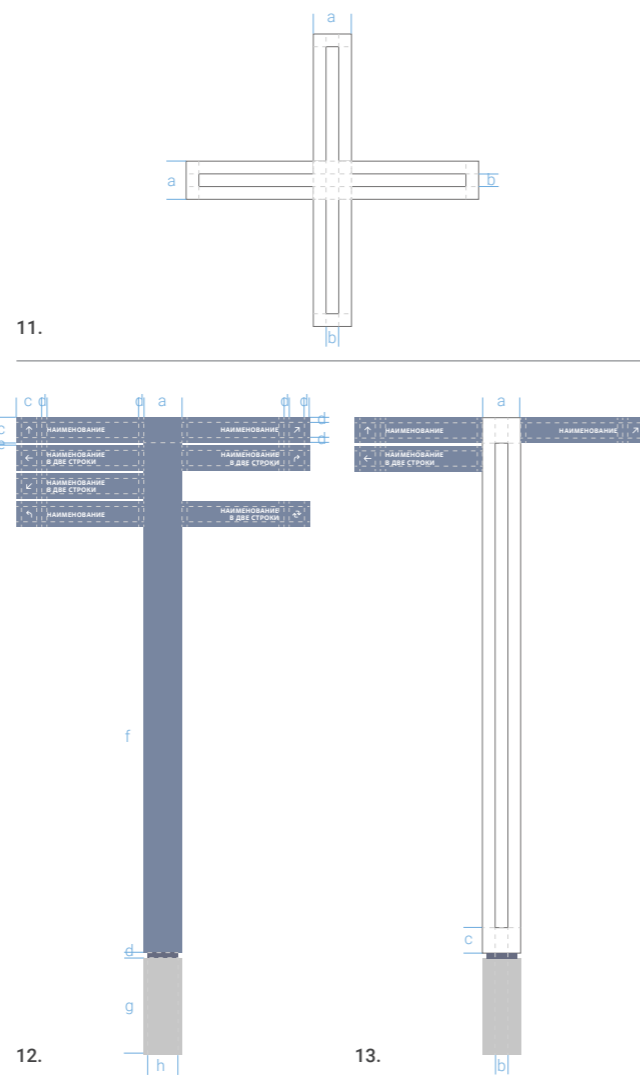 a
a
b
b
11.
c d d a d d
a
c
d
НАИМЕНОВАНИЕ
НАИМЕНОВАНИЕ
НАИМЕНОВАНИЕ
НАИМЕНОВАНИЕ
d
e
НАИМЕНОВАНИЕ
В ДВЕ СТРОКИ
НАИМЕНОВАНИЕ
В ДВЕ СТРОКИ
НАИМЕНОВАНИЕ
В ДВЕ СТРОКИ
НАИМЕНОВАНИЕ
В ДВЕ СТРОКИ
НАИМЕНОВАНИЕ
НАИМЕНОВАНИЕ
В ДВЕ СТРОКИ
f
c
d
g
12.
h
13.
b